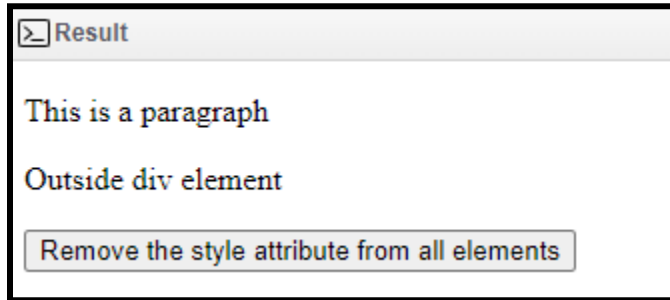 Result
This is a paragraph
Outside div element
Remove the style attribute from all elements